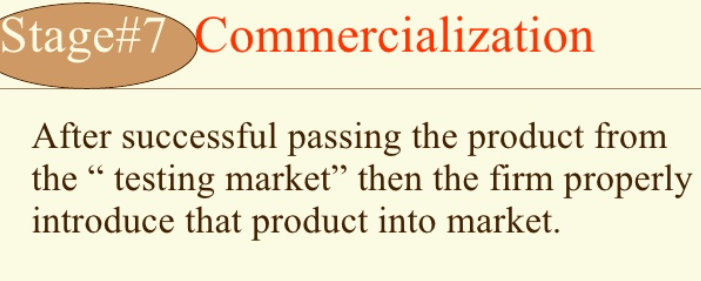 Stage#7 Commercialization
After successful passing the product from
the “ testing market” then the firm properly
introduce that product into market.